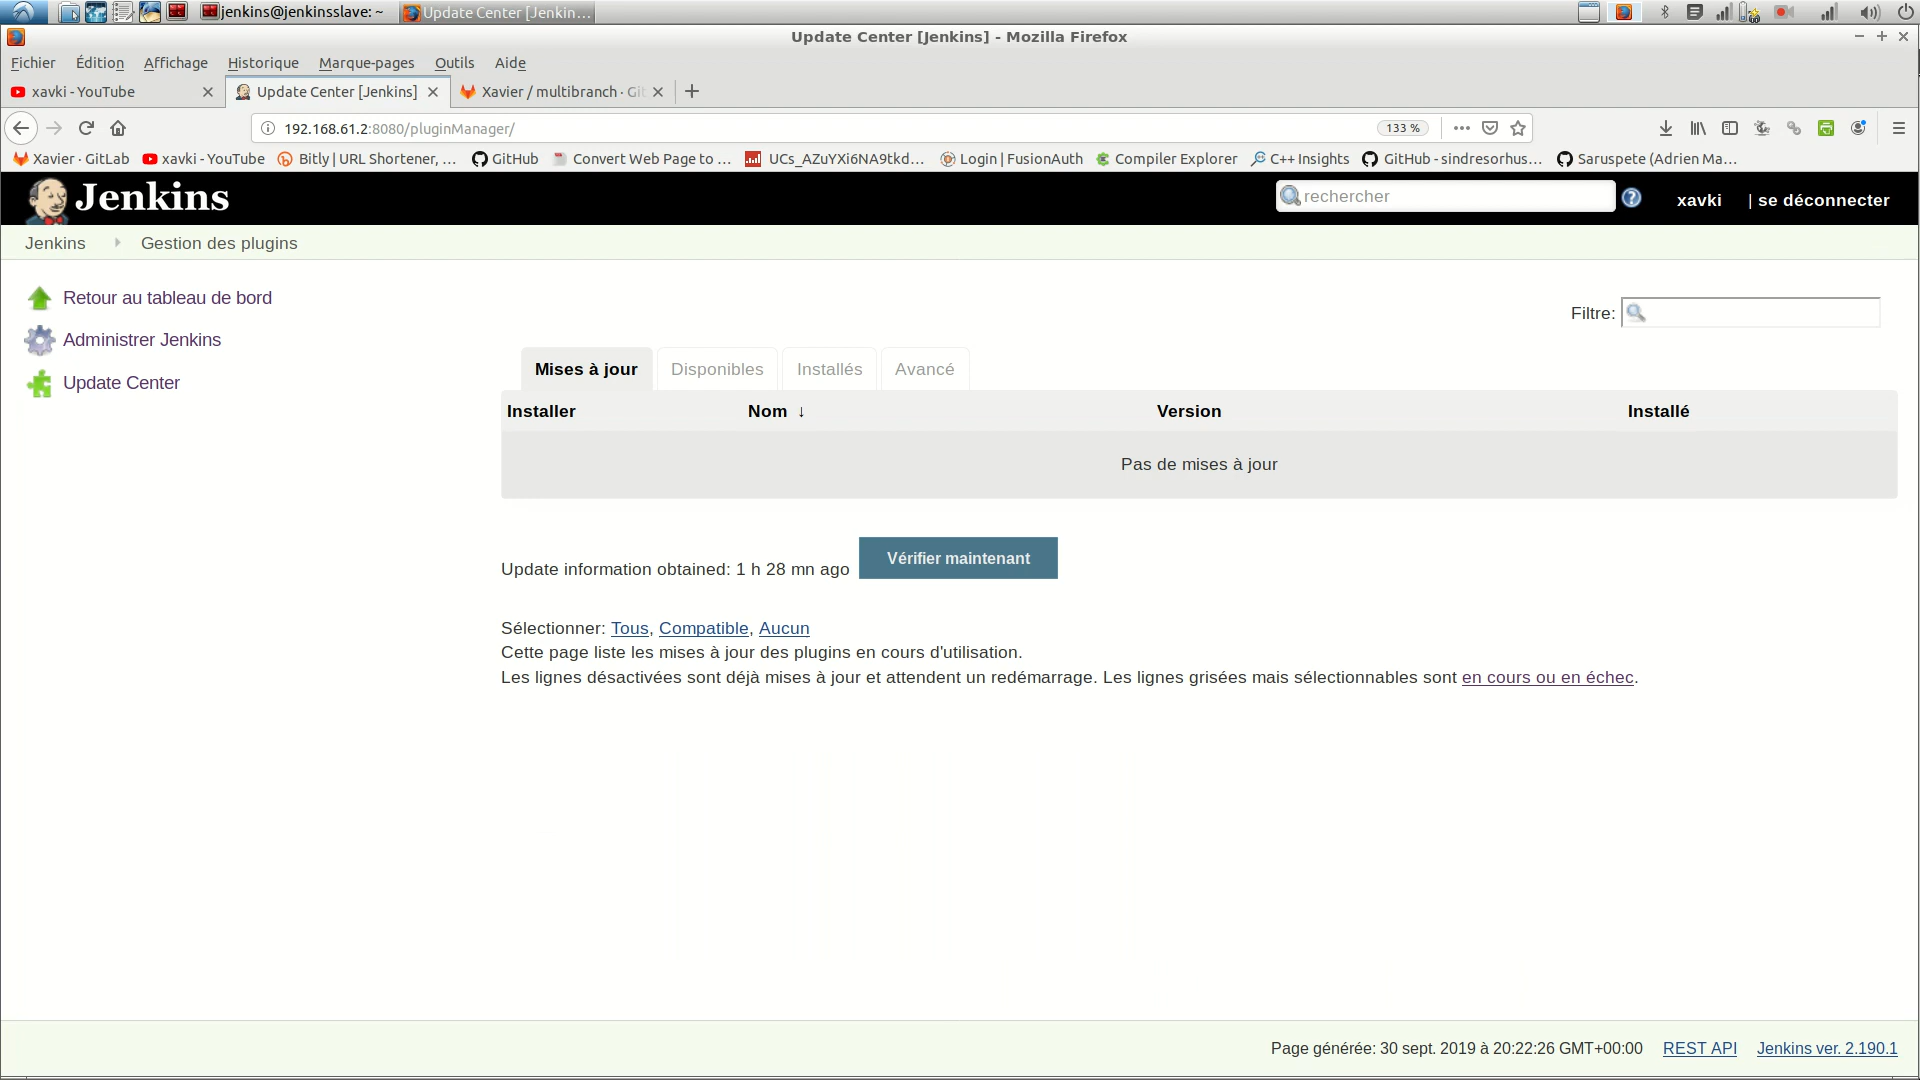 jenkins@jenkinsslave: ~
Update Center [Jenkin...
Update Center [Jenkins] - Mozilla Firefox
Fichier Édition Affichage Historique Marque-pages Outils Aide
xavki - YouTube
Update Center [Jenkins]
Xavier / multibranch · Git
192.168.61.2:8080/pluginManager/
133 %
Xavier · GitLab
xavki - YouTube
Bitly | URL Shortener, ...
GitHub
Convert Web Page to ...
UCs_AZuYXi6NA9tkd...
Login | FusionAuth
Compiler Explorer
C++ Insights
GitHub - sindresorhus...
Saruspete (Adrien Ma...
Jenkins
rechercher
xavki
| se déconnecter
Jenkins
Gestion des plugins
Retour au tableau de bord
Administrer Jenkins
Update Center
Filtre:
Mises à jour
Disponibles
Installés
Avancé
Installer Nom ↓ Version Installé
Pas de mises à jour
Update information obtained: 1 h 28 mn ago
Vérifier maintenant
Sélectionner: Tous, Compatible, Aucun
Cette page liste les mises à jour des plugins en cours d'utilisation.
Les lignes désactivées sont déjà mises à jour et attendent un redémarrage. Les lignes grisées mais sélectionnables sont en cours ou en échec.
Page générée: 30 sept. 2019 à 20:22:26 GMT+00:00 REST API Jenkins ver. 2.190.1